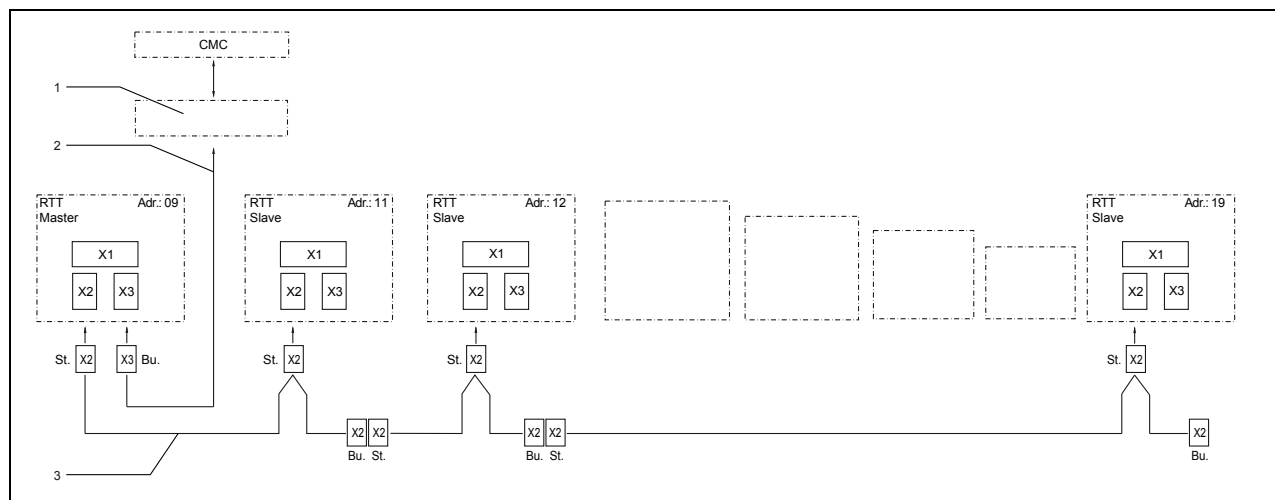 CMC
1
2
RTT Adr.: 09
Master
X1
X2 X3
RTT Adr.: 11
Slave
X1
X2 X3
RTT Adr.: 12
Slave
X1
X2 X3
RTT Adr.: 19
Slave
X1
X2 X3
St. X2 X3 Bu.
St. X2
St. X2
St. X2
X2 X2
Bu. St.
X2 X2
Bu. St.
X2
Bu.
3